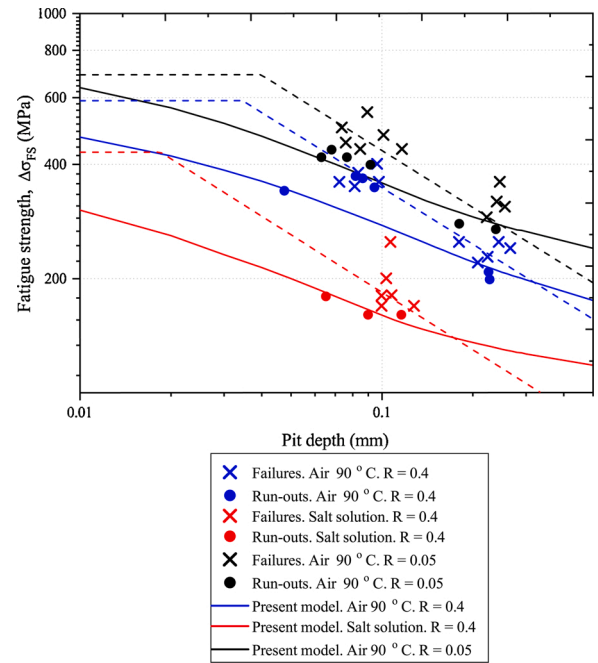 1000
800
600
400
200
Fatigue strength, ΔσFS (MPa)
0.01
0.1
Pit depth (mm)
Failures. Air 90 °C. R = 0.4
Run-outs. Air 90 °C. R = 0.4
Failures. Salt solution. R = 0.4
Run-outs. Salt solution. R = 0.4
Failures. Air 90 °C. R = 0.05
Run-outs. Air 90 °C. R = 0.05
Present model. Air 90 °C. R = 0.4
Present model. Salt solution. R = 0.4
Present model. Air 90 °C. R = 0.05